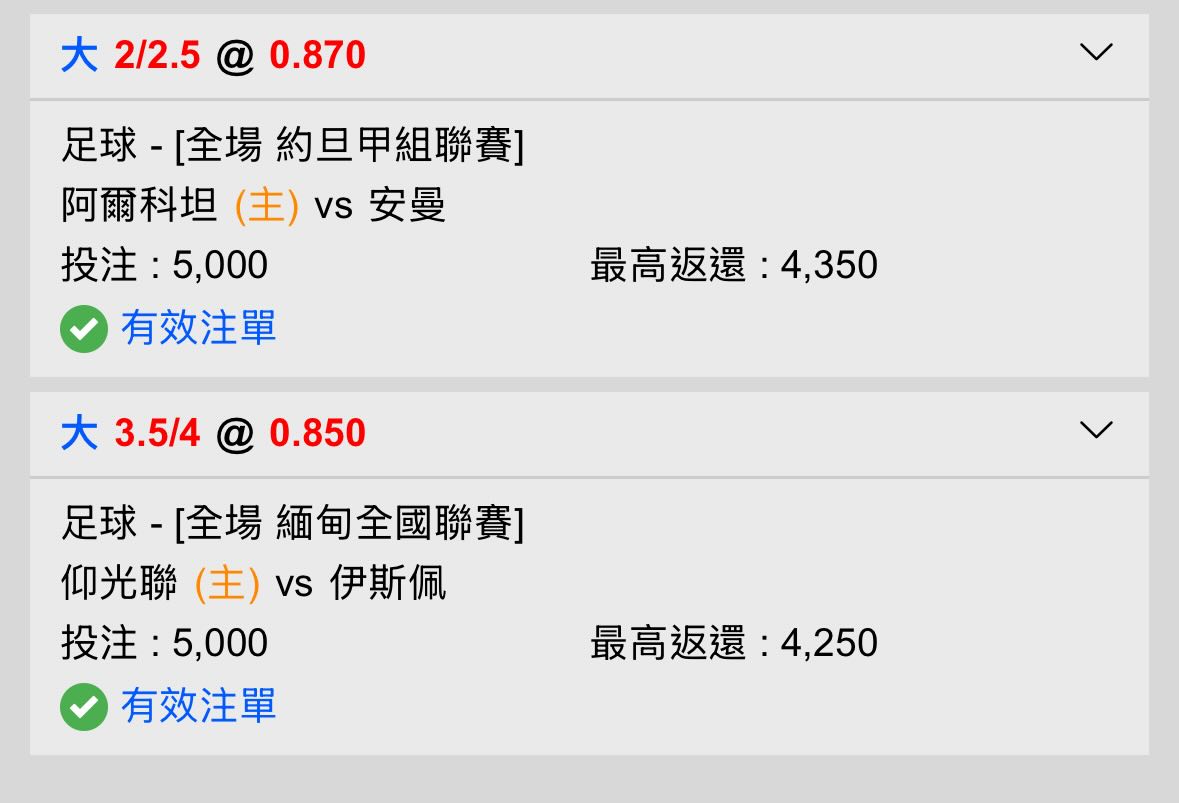 大 2/2.5 @ 0.870
足球 - [全場 約旦甲組聯賽]
阿爾科坦 (主) vs 安曼
投注 : 5,000 最高返還 : 4,350
有效注單
大 3.5/4 @ 0.850
足球 - [全場 緬甸全國聯賽]
仰光聯 (主) vs 伊斯佩
投注 : 5,000 最高返還 : 4,250
有效注單